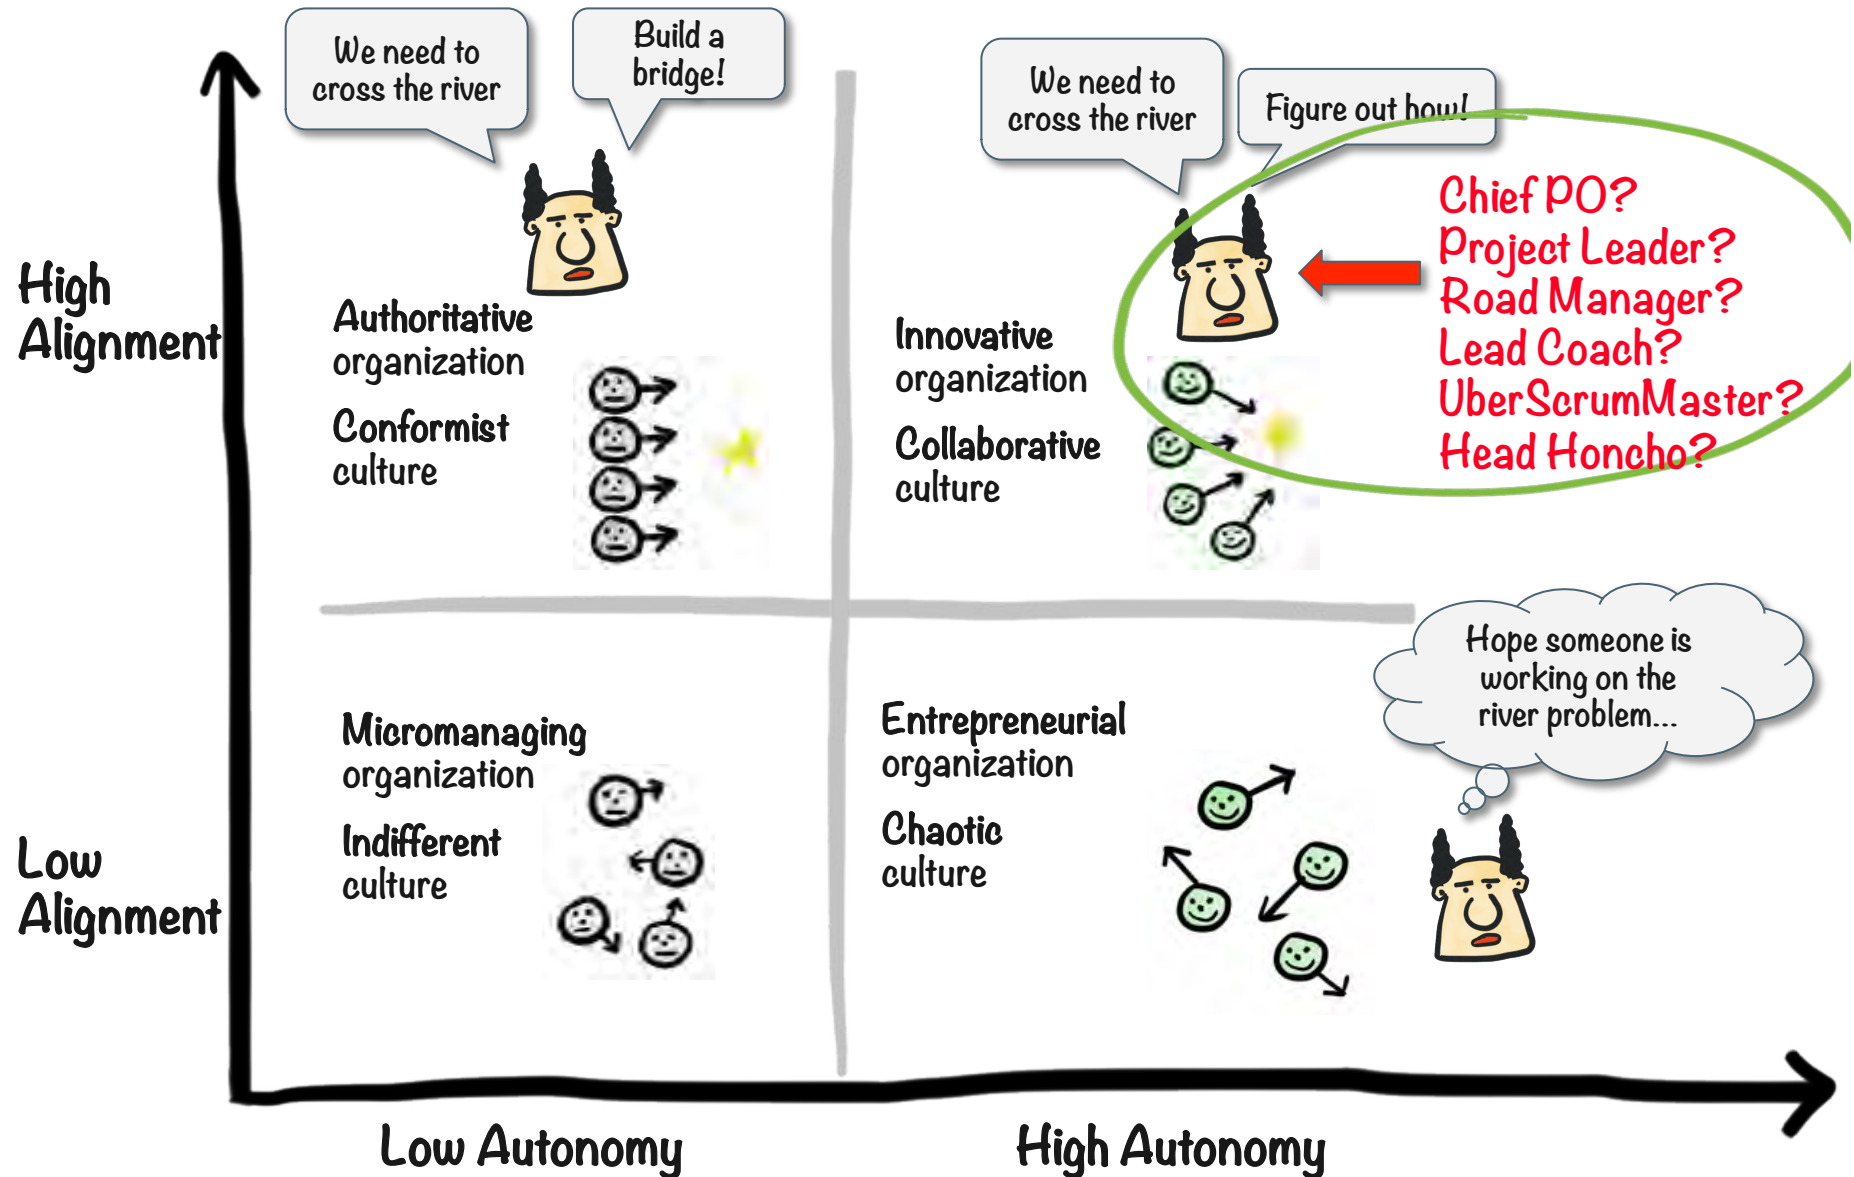 We need to
cross the river
Build a
bridge!
We need to
cross the river
Figure out how!
Chief PO?
Project Leader?
Road Manager?
Lead Coach?
UberScrumMaster?
Head Honcho?
High
Alignment
Authoritative
organization
Conformist
culture
Innovative
organization
Collaborative
culture
Hope someone is
working on the
river problem...
Low
Alignment
Micromanaging
organization
Indifferent
culture
Entrepreneurial
organization
Chaotic
culture
Low Autonomy
High Autonomy